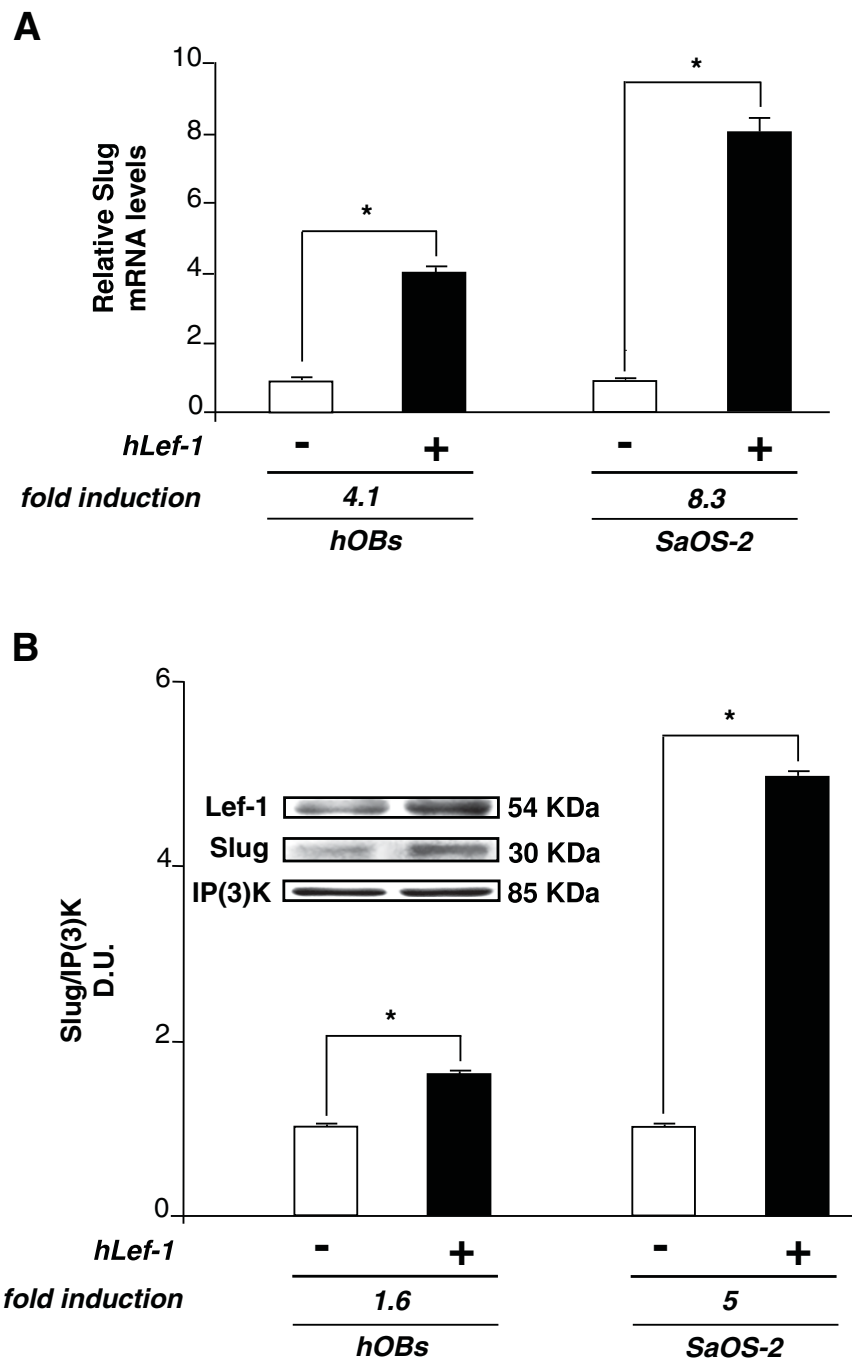 A
Relative Slug
mRNA levels
10
8
6
4
2
0
*
*
hLef-1 - + - +
fold induction 4.1 8.3
hOBs SaOS-2
B
Slug/IP(3)K
D.U.
6
4
2
0
*
*
Lef-1 54 KDa
Slug 30 KDa
IP(3)K 85 KDa
hLef-1 - + - +
fold induction 1.6 5
hOBs SaOS-2